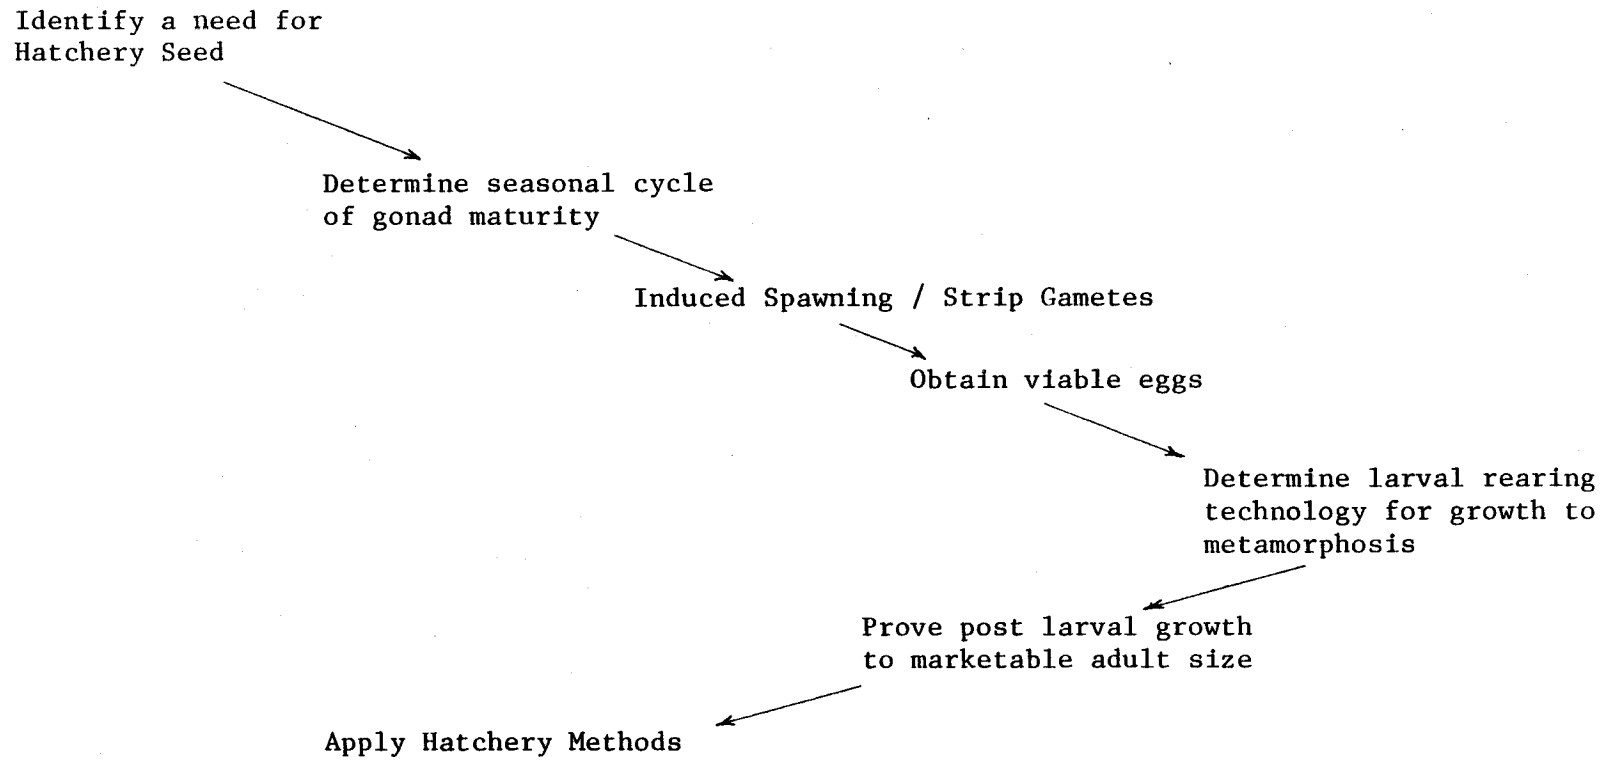 Identify a need for
Hatchery Seed
Determine seasonal cycle
of gonad maturity
Induced Spawning / Strip Gametes
Obtain viable eggs
Determine larval rearing
technology for growth to
metamorphosis
Prove post larval growth
to marketable adult size
Apply Hatchery Methods